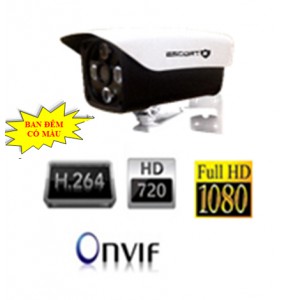 ESCORT
BAN ĐÊM
CÓ MÀU
H.264
HD
720
Full HD
1080
Onvif